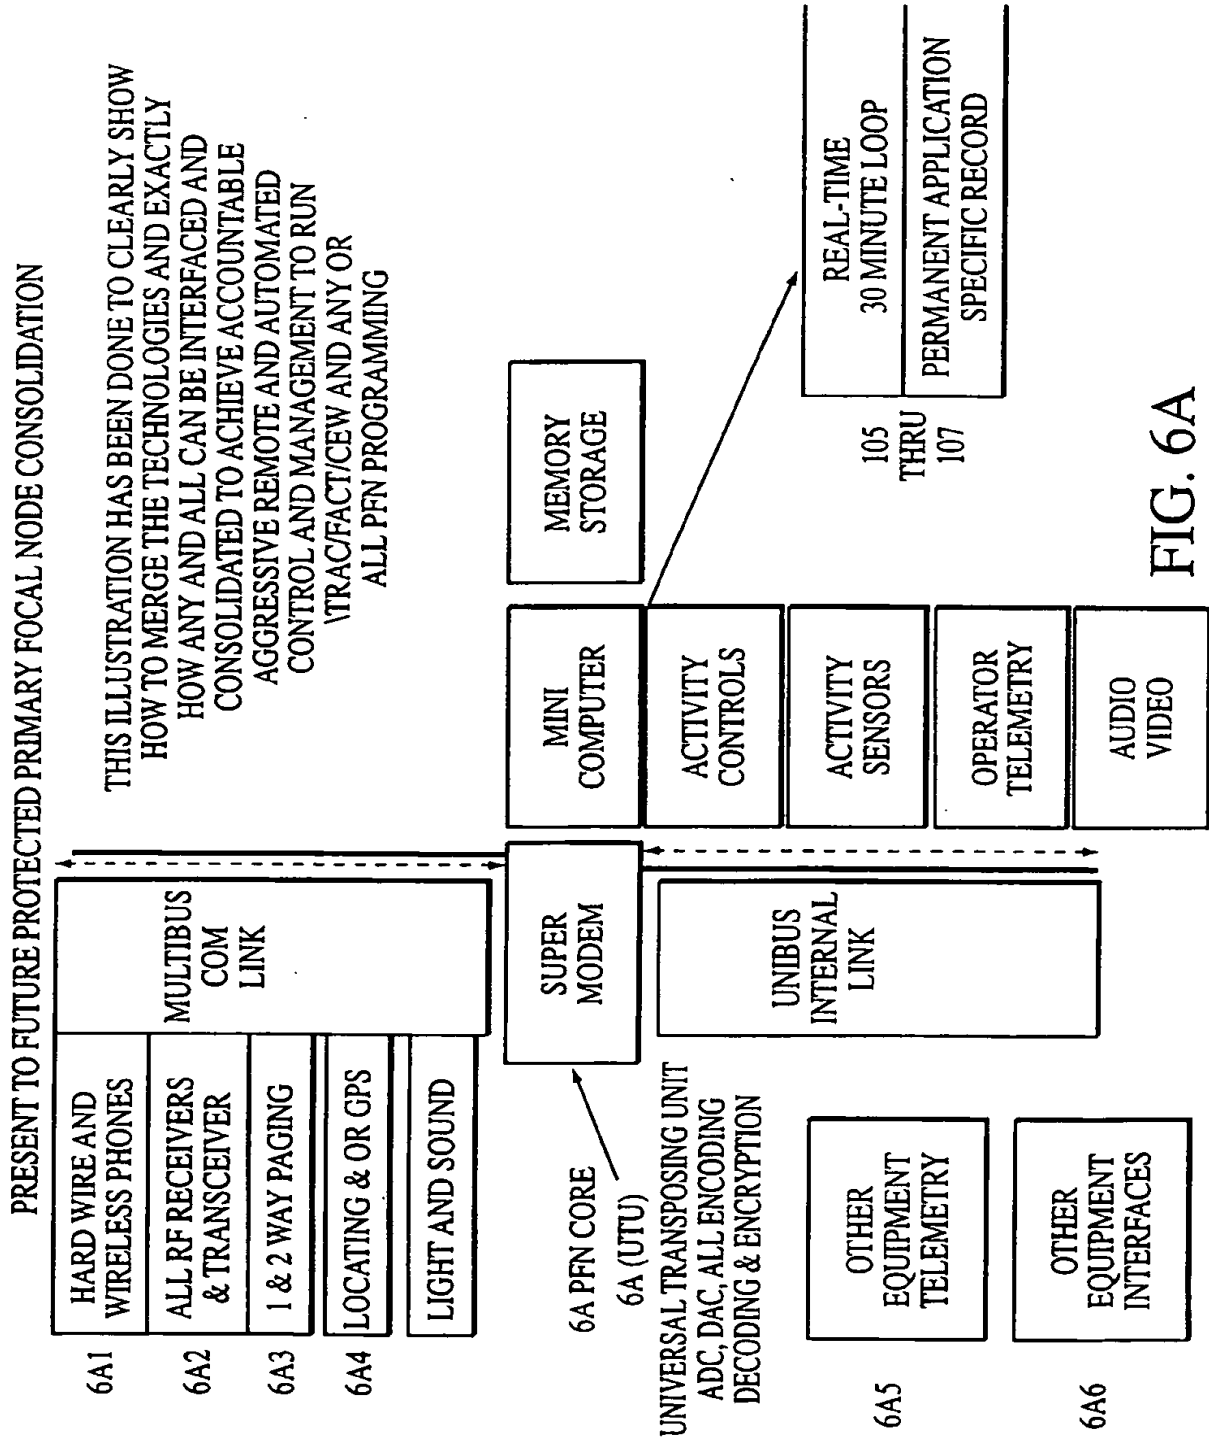 PRESENT TO FUTURE PROTECTED PRIMARY FOCAL NODE CONSOLIDATION
THIS ILLUSTRATION HAS BEEN DONE TO CLEARLY SHOW
HOW TO MERGE THE TECHNOLOGIES AND EXACTLY
HOW ANY AND ALL CAN BE INTERFACED AND
CONSOLIDATED TO ACHIEVE ACCOUNTABLE
AGGRESSIVE REMOTE AND AUTOMATED
CONTROL AND MANAGEMENT TO RUN
\TRAC/FACT/CEW AND ANY OR
ALL PFN PROGRAMMING
6A1
HARD WIRE AND
WIRELESS PHONES
6A2
ALL RF RECEIVERS
& TRANSCEIVER
6A3
1 & 2 WAY PAGING
6A4
LOCATING & OR GPS
LIGHT AND SOUND
MULTIBUS
COM
LINK
6A PFN CORE
6A (UTU)
UNIVERSAL TRANSPOSING UNIT
ADC, DAC, ALL ENCODING
DECODING & ENCRYPTION
SUPER
MODEM
MINI
COMPUTER
MEMORY
STORAGE
UNIBUS
INTERNAL
LINK
ACTIVITY
CONTROLS
ACTIVITY
SENSORS
OPERATOR
TELEMETRY
AUDIO
VIDEO
REAL-TIME
30 MINUTE LOOP
PERMANENT APPLICATION
SPECIFIC RECORD
105
THRU
107
6A5
OTHER
EQUIPMENT
TELEMETRY
6A6
OTHER
EQUIPMENT
INTERFACES
FIG. 6A